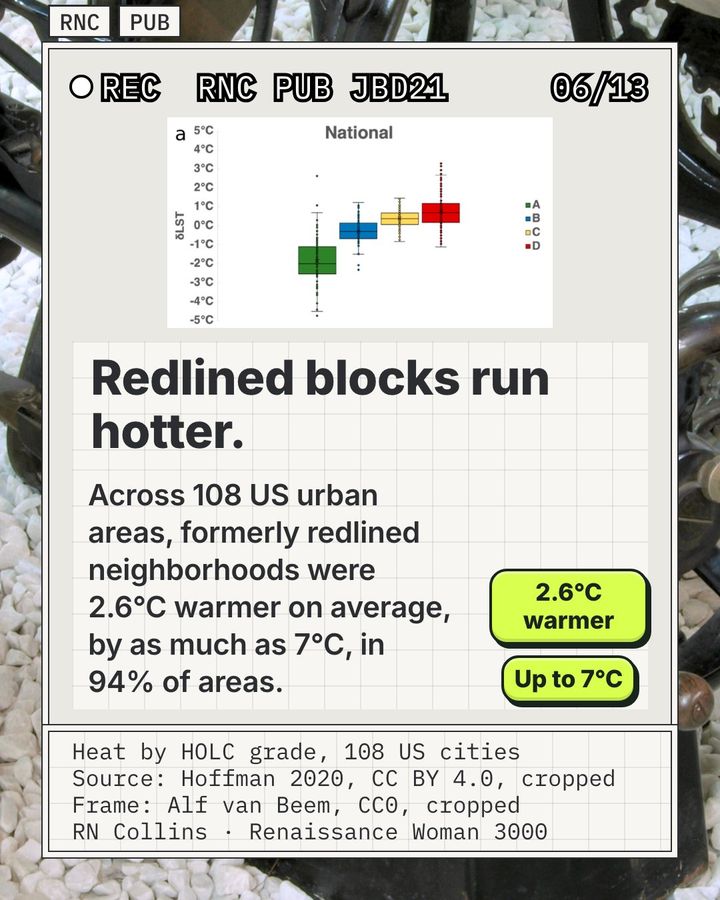 RNC PUB
REC RNC PUB JBD21 06/13
a
National
5°C
4°C
3°C
2°C
1°C
0°C
-1°C
-2°C
-3°C
-4°C
-5°C
δLST
A
B
C
D
Redlined blocks run
hotter.
Across 108 US urban
areas, formerly redlined
neighborhoods were
2.6°C warmer on average,
by as much as 7°C, in
94% of areas.
2.6°C
warmer
Up to 7°C
Heat by HOLC grade, 108 US cities
Source: Hoffman 2020, CC BY 4.0, cropped
Frame: Alf van Beem, CC0, cropped
RN Collins · Renaissance Woman 3000